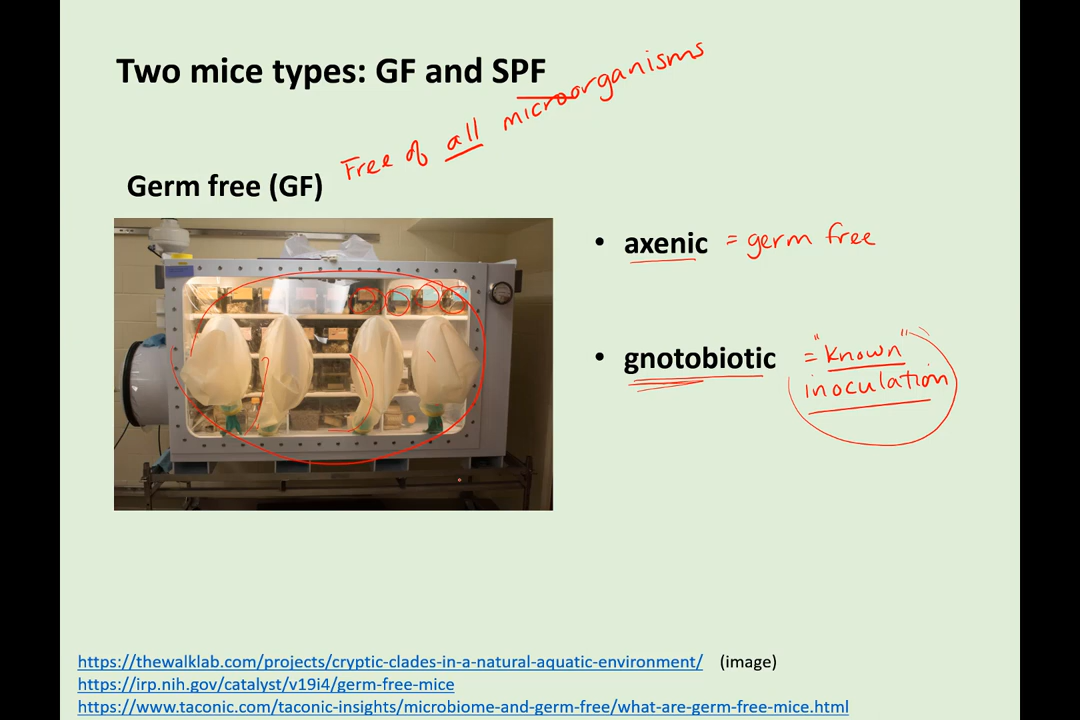 Two mice types: GF and SPF
Free of all microorganisms
Germ free (GF)
• axenic = germ free
• gnotobiotic = "known"
inoculation
https://thewalklab.com/projects/cryptic-clades-in-a-natural-aquatic-environment/ (image)
https://irp.nih.gov/catalyst/v19i4/germ-free-mice
https://www.taconic.com/taconic-insights/microbiome-and-germ-free/what-are-germ-free-mice.html